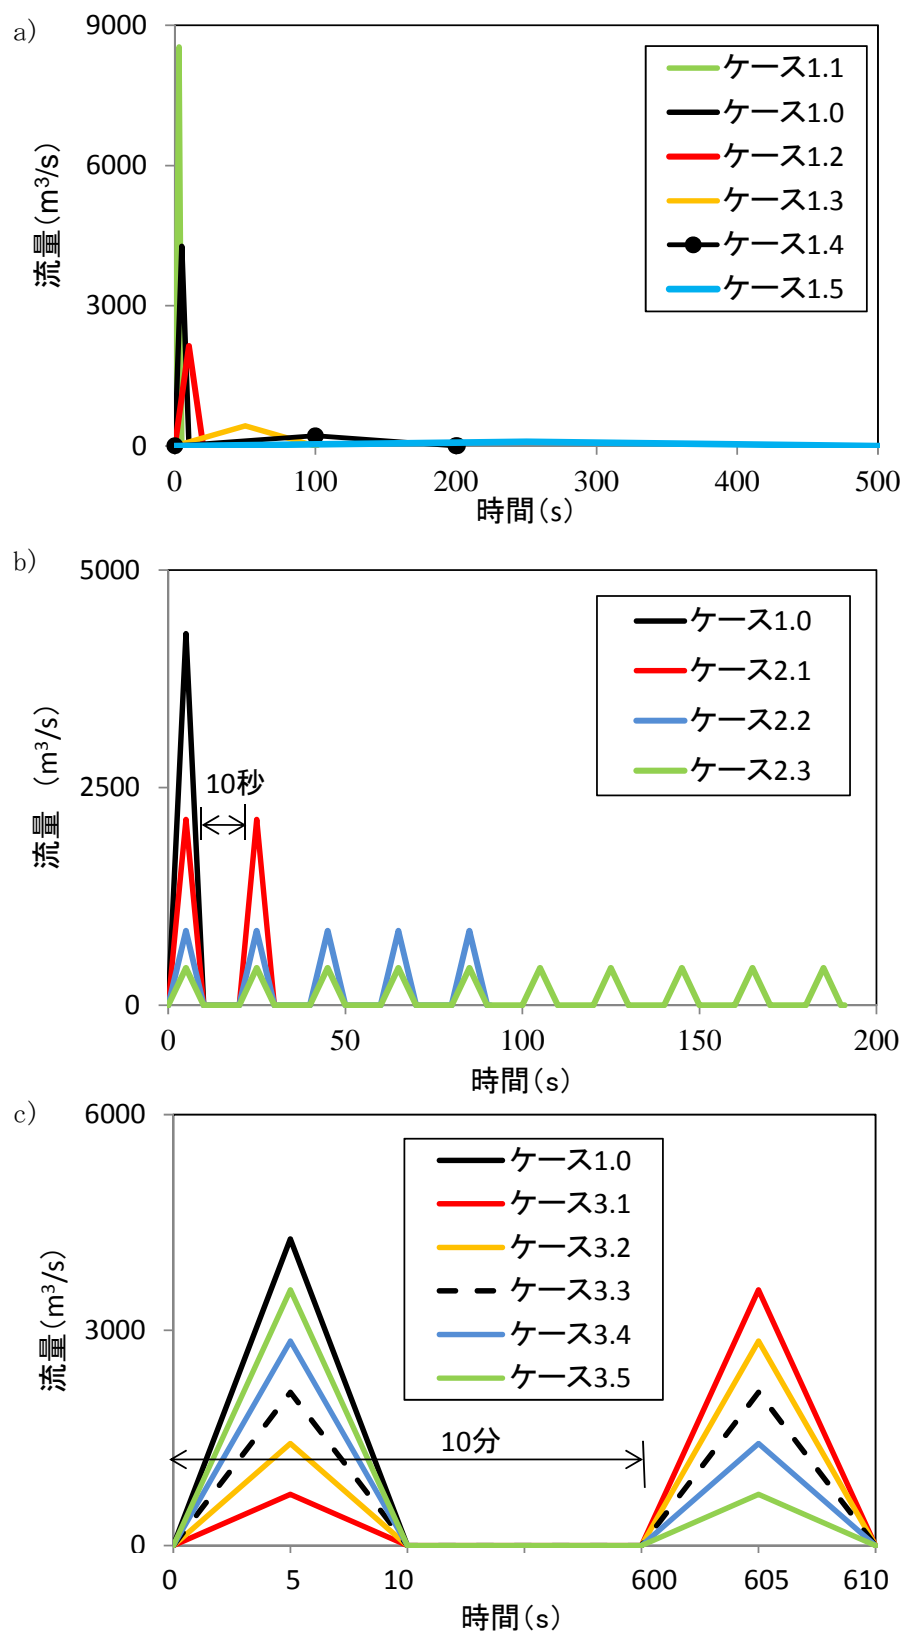 a)
9000
6000
3000
0
流量(m³/s)
ケース1.1
ケース1.0
ケース1.2
ケース1.3
ケース1.4
ケース1.5
0 100 200 300 400 500
時間(s)
b)
5000
2500
0
流量 (m³/s)
10秒
ケース1.0
ケース2.1
ケース2.2
ケース2.3
0 50 100 150 200
時間(s)
c)
6000
3000
0
流量(m³/s)
ケース1.0
ケース3.1
ケース3.2
ケース3.3
ケース3.4
ケース3.5
10分
0 5 10 600 605 610
時間(s)